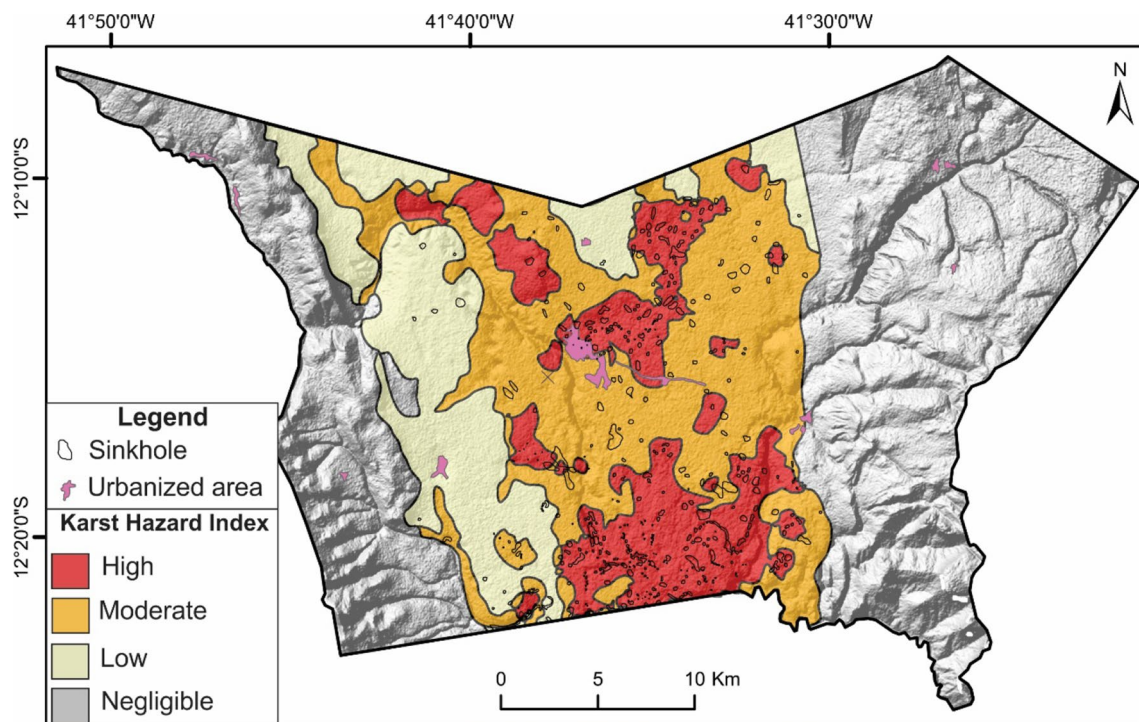 41°50'0"W
41°40'0"W
41°30'0"W
N
12°10'0"S
12°20'0"S
Legend
Sinkhole
Urbanized area
Karst Hazard Index
High
Moderate
Low
Negligible
0 5 10 Km